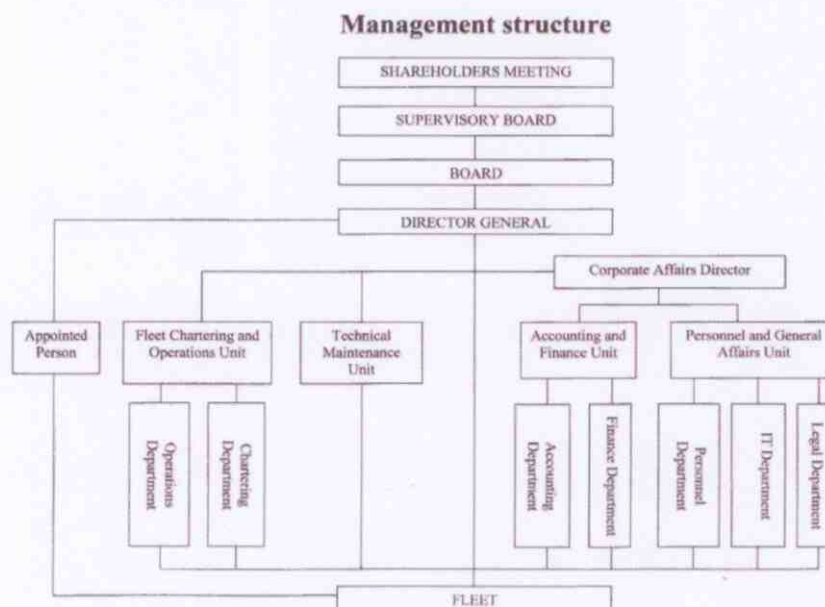 Management structure
SHAREHOLDERS MEETING
SUPERVISORY BOARD
BOARD
DIRECTOR GENERAL
Corporate Affairs Director
Appointed
Person
Fleet Chartering and
Operations Unit
Technical
Maintenance
Unit
Accounting and
Finance Unit
Personnel and General
Affairs Unit
Operations
Department
Chartering
Department
Accounting
Department
Finance Department
Personnel
Department
IT Department
Legal Department
FLEET